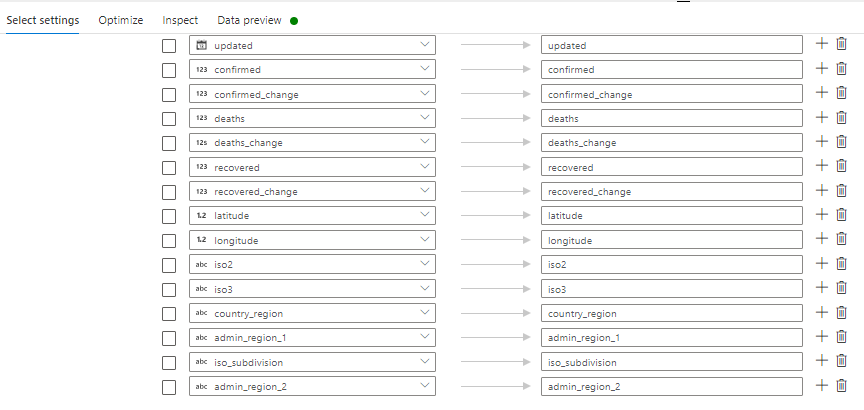 Select settings Optimize Inspect Data preview
updated updated
123 confirmed confirmed
123 confirmed_change confirmed_change
123 deaths deaths
12s deaths_change deaths_change
123 recovered recovered
123 recovered_change recovered_change
1.2 latitude latitude
1.2 longitude longitude
abc iso2 iso2
abc iso3 iso3
abc country_region country_region
abc admin_region_1 admin_region_1
abc iso_subdivision iso_subdivision
abc admin_region_2 admin_region_2